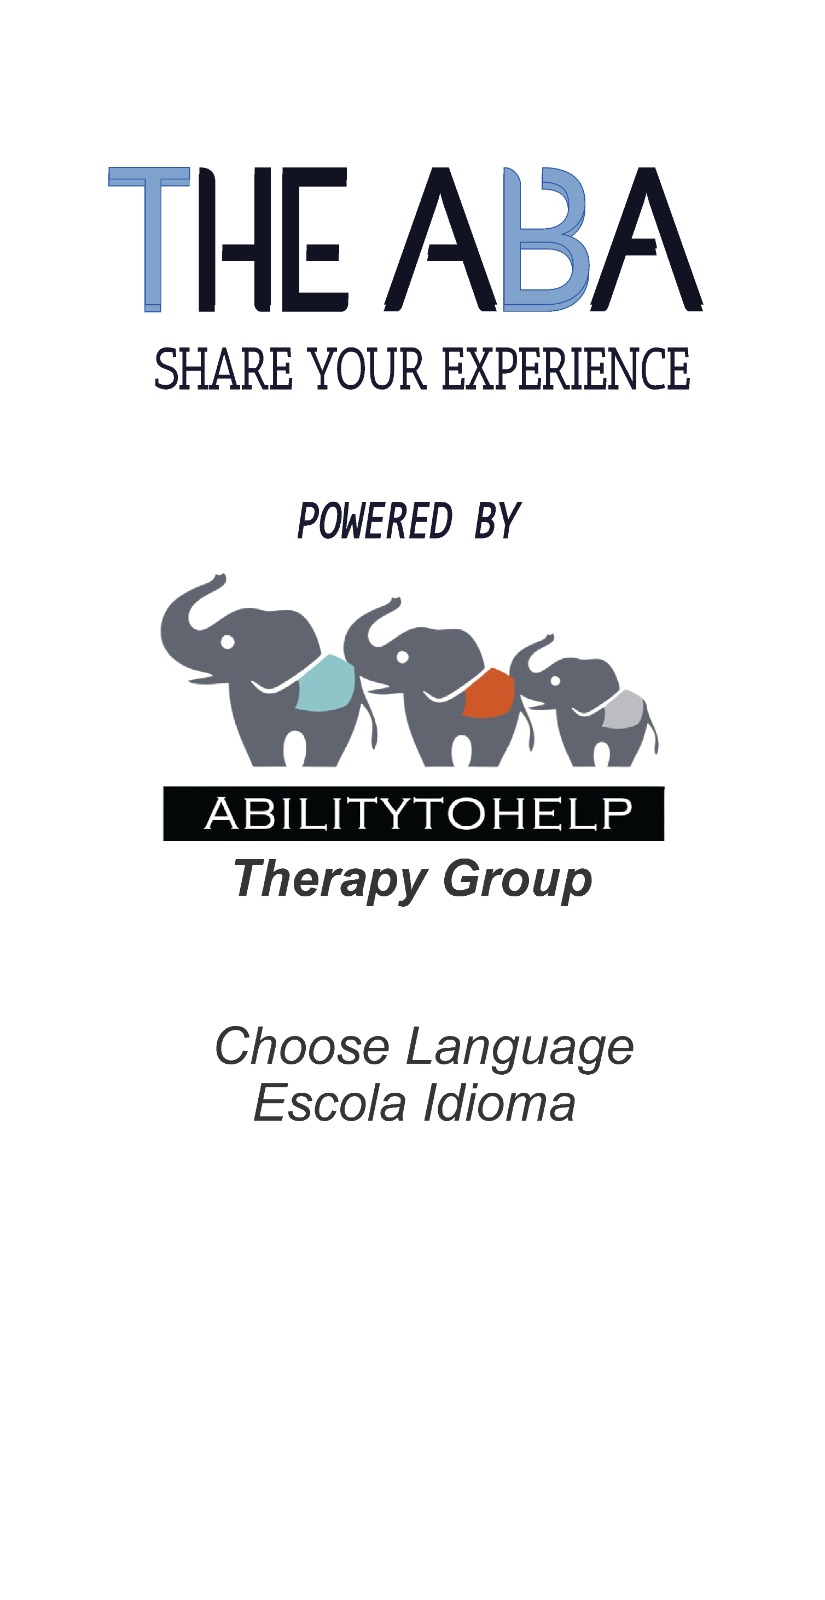 THE ABA
SHARE YOUR EXPERIENCE
POWERED BY
ABILITYTOHELP
Therapy Group
Choose Language
Escola Idioma